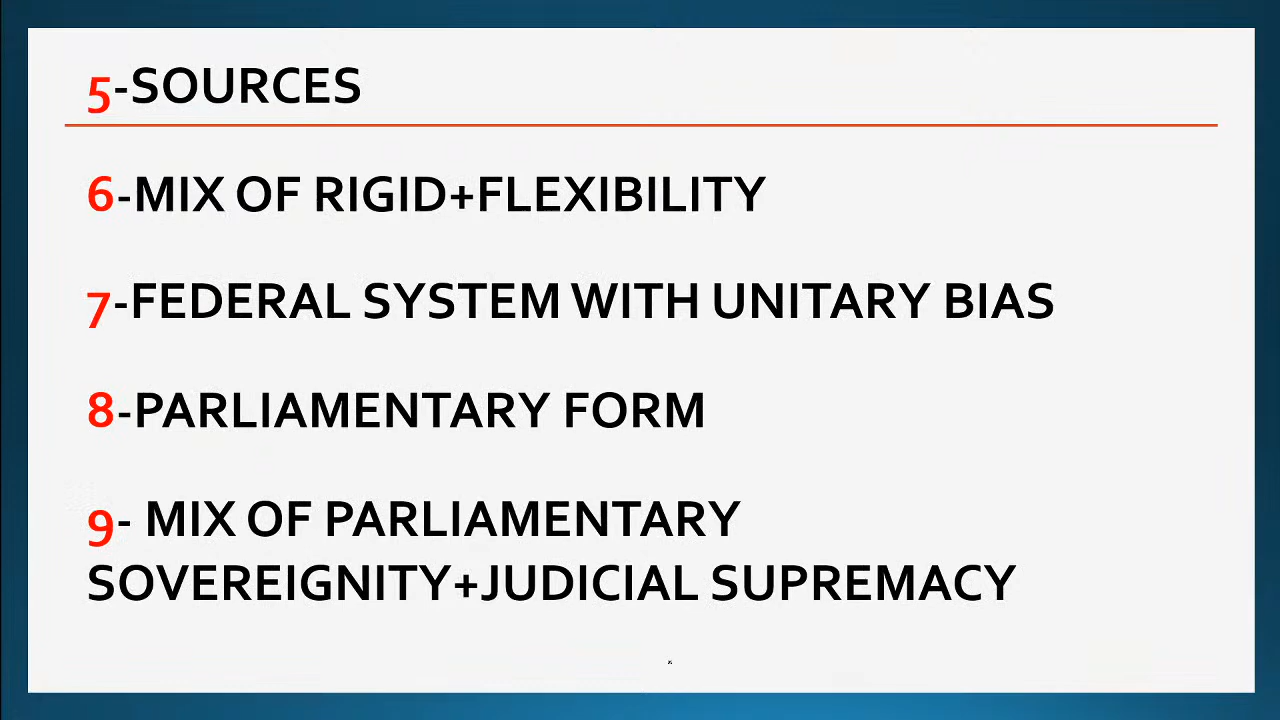 5-SOURCES
6-MIX OF RIGID+FLEXIBILITY
7-FEDERAL SYSTEM WITH UNITARY BIAS
8-PARLIAMENTARY FORM
9- MIX OF PARLIAMENTARY
SOVEREIGNITY+JUDICIAL SUPREMACY